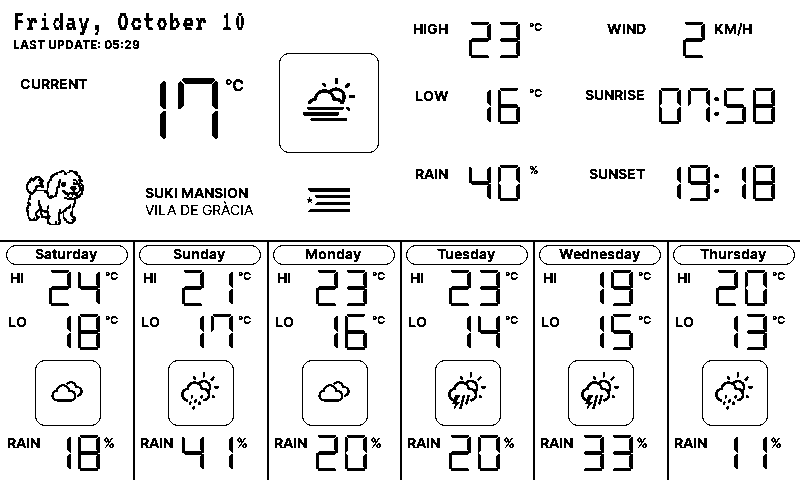 Friday, October 10
LAST UPDATE: 05:29
CURRENT 17 °C
HIGH 23 °C
LOW 16 °C
RAIN 40 %
WIND 2 KM/H
SUNRISE 07:58
SUNSET 19:18
SUKI MANSION
VILA DE GRÀCIA
Saturday
HI 24 °C
LO 18 °C
RAIN 18 %
Sunday
HI 21 °C
LO 17 °C
RAIN 41 %
Monday
HI 23 °C
LO 16 °C
RAIN 20 %
Tuesday
HI 23 °C
LO 14 °C
RAIN 20 %
Wednesday
HI 19 °C
LO 15 °C
RAIN 33 %
Thursday
HI 20 °C
LO 13 °C
RAIN 11 %